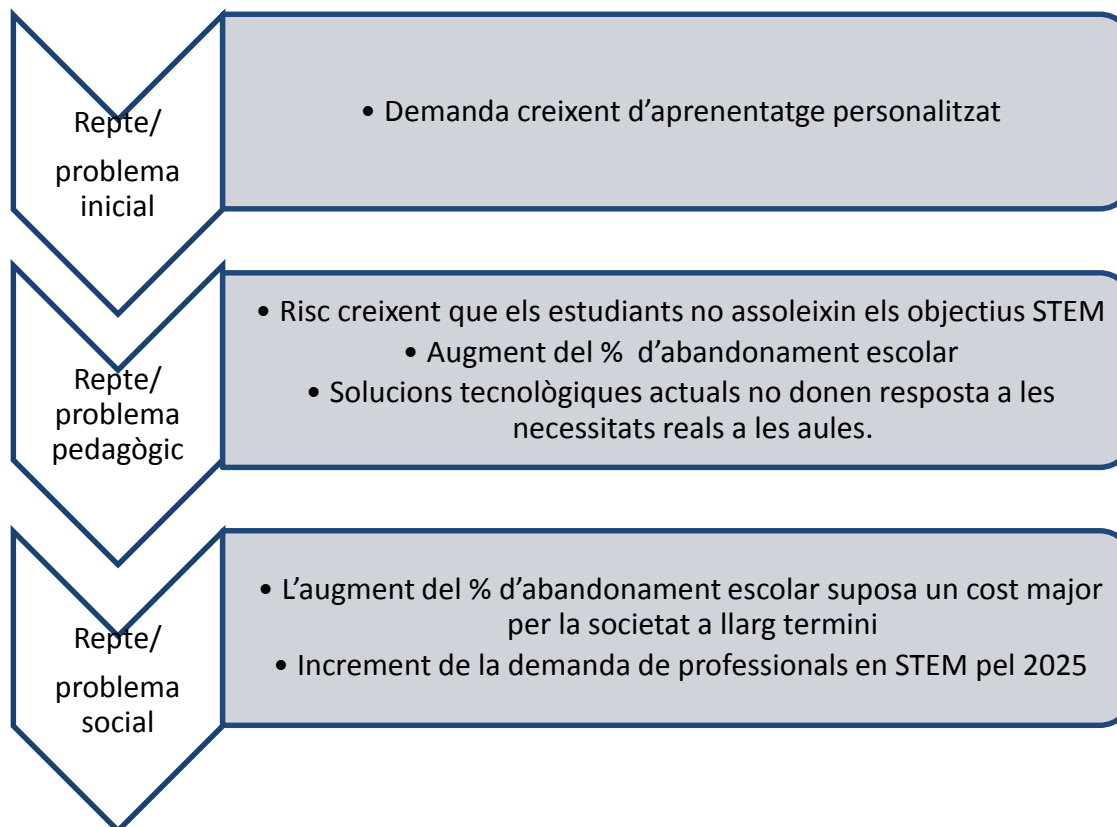 Repte/
problema
inicial
• Demanda creixent d’aprenentatge personalitzat
Repte/
problema
pedagògic
• Risc creixent que els estudiants no assoleixin els objectius STEM
• Augment del %  d’abandonament escolar
• Solucions tecnològiques actuals no donen resposta a les
necessitats reals a les aules.
Repte/
problema
social
• L’augment del % d’abandonament escolar suposa un cost major
per la societat a llarg termini
• Increment de la demanda de professionals en STEM pel 2025